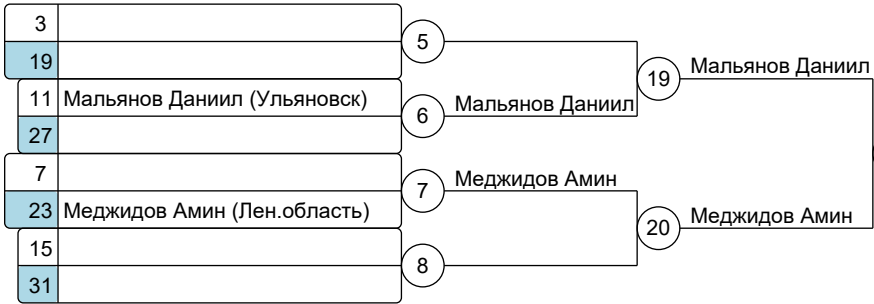 3
19
5
11 Мальянов Даниил (Ульяновск)
27
6
Мальянов Даниил
19
Мальянов Даниил
7
23 Меджидов Амин (Лен.область)
7
Меджидов Амин
15
31
8
20
Меджидов Амин